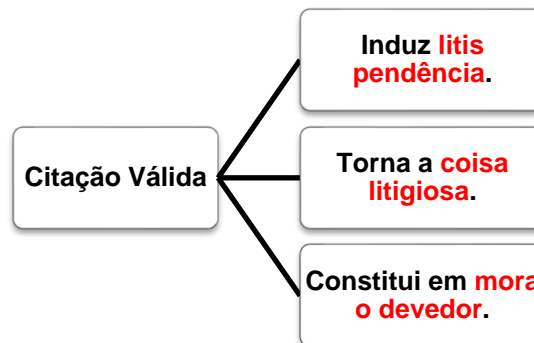 Citação Válida
Induz litis
pendência.
Torna a coisa
litigiosa.
Constitui em mora
o devedor.